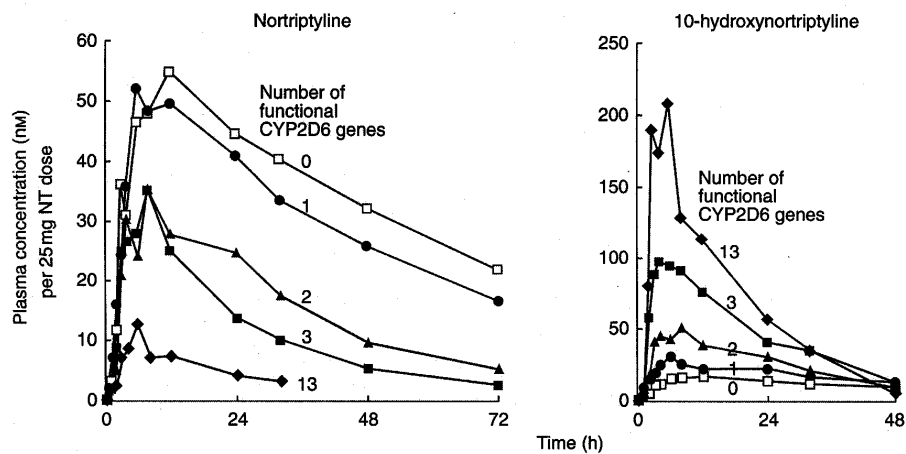 Nortriptyline
Plasma concentration (nM)
per 25 mg NT dose
60
50
40
30
20
10
0
0
24
48
72
Number of
functional
CYP2D6 genes
0
1
2
3
13
10-hydroxynortriptyline
250
200
150
100
50
0
0
24
48
Number of
functional
CYP2D6 genes
13
3
2
1
0
Time (h)